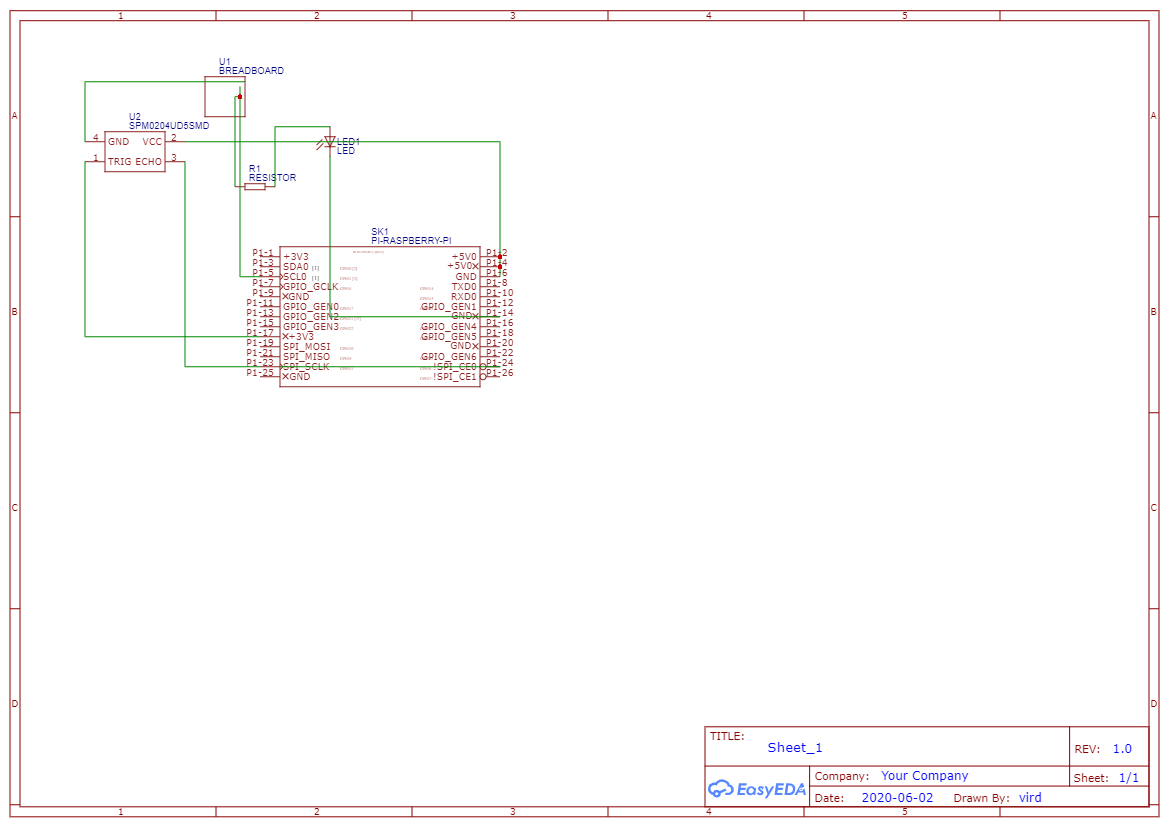 1 2 3 4 5
A A
B B
C C
D D
U1
BREADBOARD
U2
SPM0204UD5SMD
4 GND VCC 2
1 TRIG ECHO 3
LED1
LED
R1
RESISTOR
SK1
PI-RASPBERRY-PI
P1-1 +3V3 +5V0 P1-2
P1-3 SDA0 +5V0 P1-4
P1-5 SCL0 GND P1-6
P1-7 GPIO_GCLK TXD0 P1-8
P1-9 GND RXD0 P1-10
P1-11 GPIO_GEN0 GPIO_GEN1 P1-12
P1-13 GPIO_GEN2 GND P1-14
P1-15 GPIO_GEN3 GPIO_GEN4 P1-16
P1-17 +3V3 GPIO_GEN5 P1-18
P1-19 SPI_MOSI GND P1-20
P1-21 SPI_MISO GPIO_GEN6 P1-22
P1-23 SPI_SCLK !SPI_CE0 P1-24
P1-25 GND !SPI_CE1 P1-26
TITLE:
Sheet_1
REV: 1.0
EasyEDA
Company: Your Company
Sheet: 1/1
Date: 2020-06-02 Drawn By: vird
1 2 3 4 5